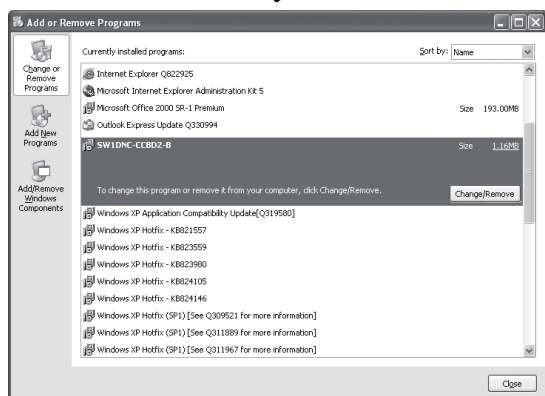 Add or Remove Programs
Change or
Remove
Programs
Add New
Programs
Add/Remove
Windows
Components
Currently installed programs:
Sort by: Name
Internet Explorer Q822925
Microsoft Internet Explorer Administration Kit 5
Microsoft Office 2000 SR-1 Premium Size 193.00MB
Outlook Express Update Q330994
SW1DNC-CCBD2-B Size 1.16MB
To change this program or remove it from your computer, click Change/Remove.
Change/Remove
Windows XP Application Compatibility Update[Q319580]
Windows XP Hotfix - KB821557
Windows XP Hotfix - KB823559
Windows XP Hotfix - KB823980
Windows XP Hotfix - KB824105
Windows XP Hotfix - KB824146
Windows XP Hotfix (SP1) [See Q309521 for more information]
Windows XP Hotfix (SP1) [See Q311889 for more information]
Windows XP Hotfix (SP1) [See Q311967 for more information]
Close